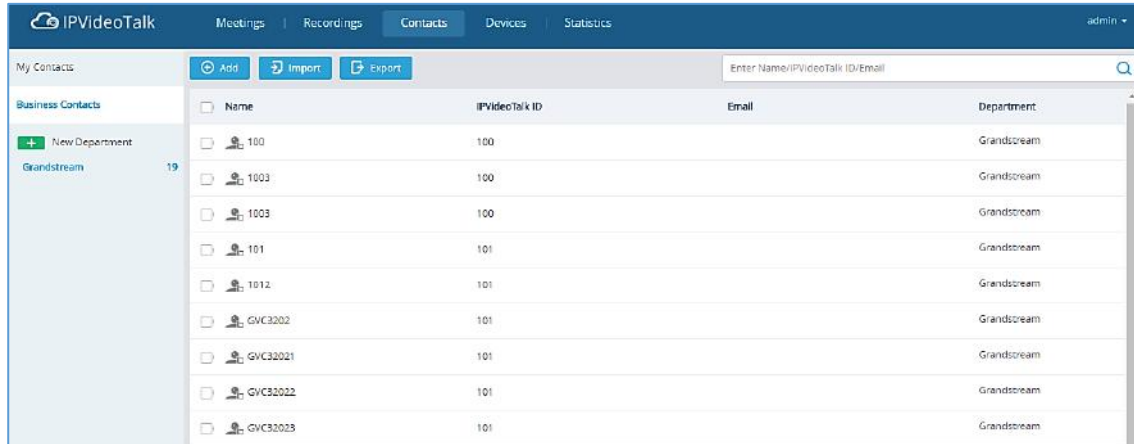 IPVideoTalk Meetings | Recordings Contacts Devices | Statistics admin
My Contacts Add Import Export Enter Name/IPVideoTalk ID/Email
Business Contacts Name IPVideoTalk ID Email Department
+ New Department 100 100 Grandstream
Grandstream 19 1003 100 Grandstream
1003 100 Grandstream
101 101 Grandstream
1012 101 Grandstream
GVC3202 101 Grandstream
GVC32021 101 Grandstream
GVC32022 101 Grandstream
GVC32023 101 Grandstream